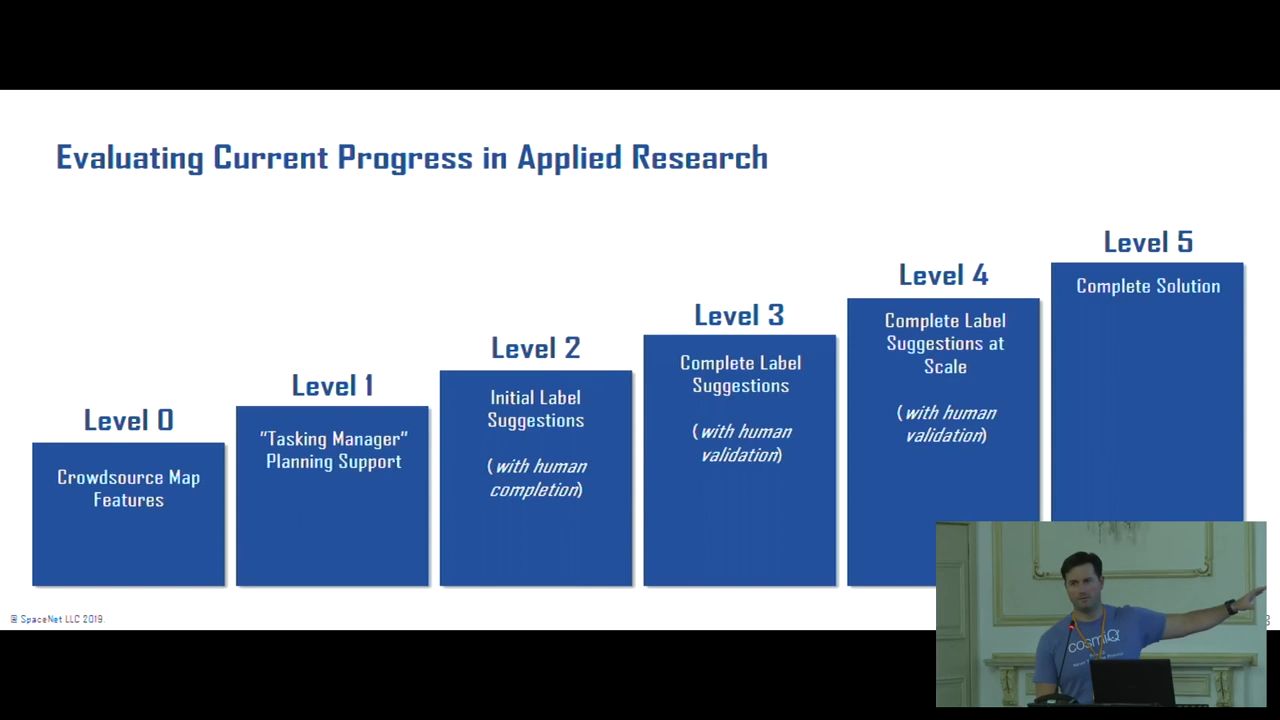 Evaluating Current Progress in Applied Research
Level 0
Crowdsource Map
Features
Level 1
"Tasking Manager"
Planning Support
Level 2
Initial Label
Suggestions
(with human
completion)
Level 3
Complete Label
Suggestions
(with human
validation)
Level 4
Complete Label
Suggestions at
Scale
(with human
validation)
Level 5
Complete Solution
© SpaceNet LLC 2019.
cosmiQ